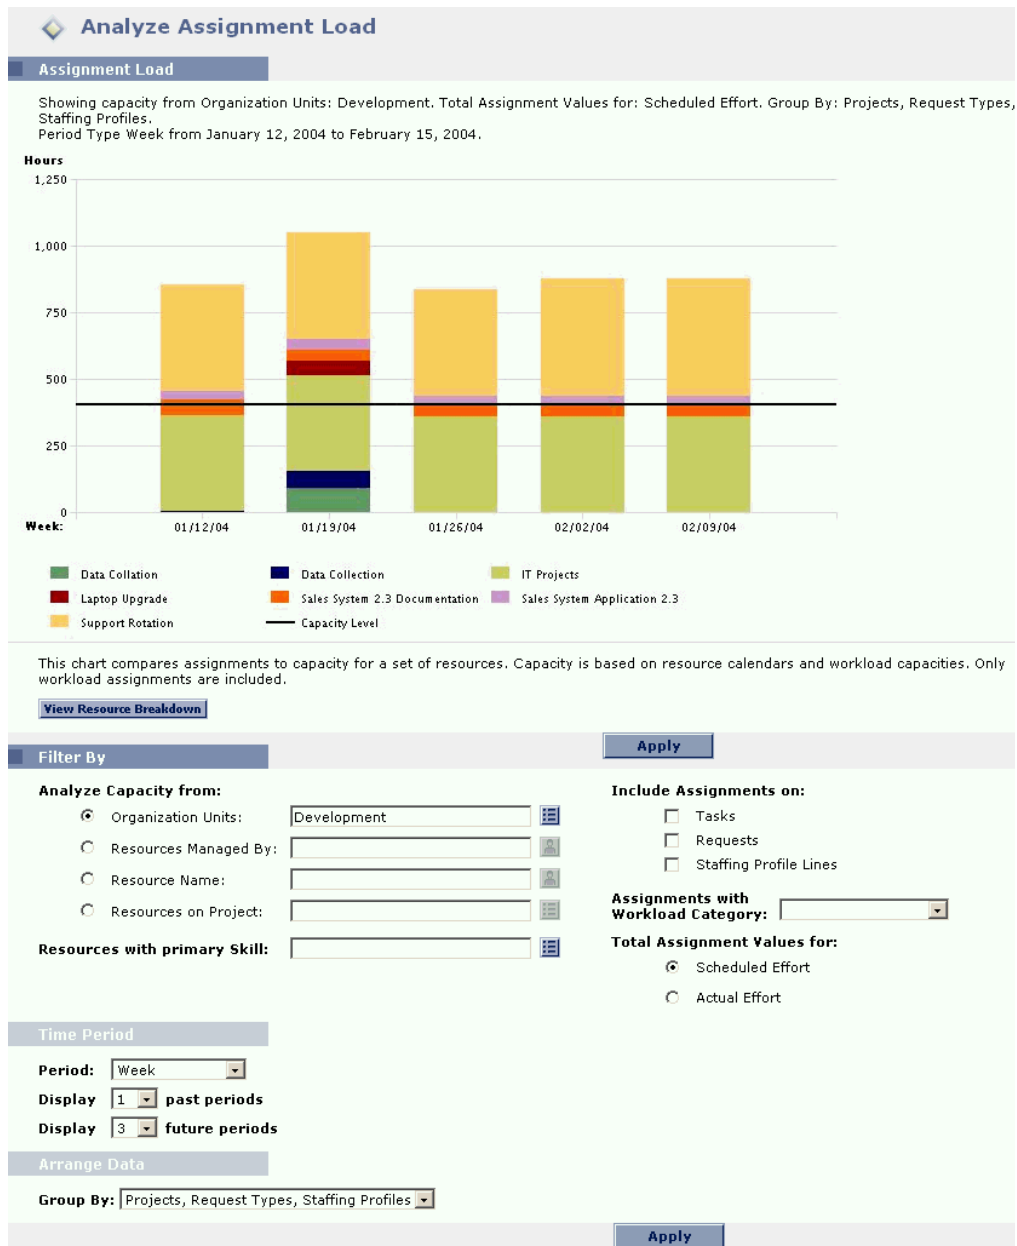 Analyze Assignment Load
Assignment Load
Showing capacity from Organization Units: Development. Total Assignment Values for: Scheduled Effort. Group By: Projects, Request Types,
Staffing Profiles.
Period Type Week from January 12, 2004 to February 15, 2004.
Hours
1,250
1,000
750
500
250
0
Week: 01/12/04 01/19/04 01/26/04 02/02/04 02/09/04
Data Collation Data Collection IT Projects
Laptop Upgrade Sales System 2.3 Documentation Sales System Application 2.3
Support Rotation Capacity Level
This chart compares assignments to capacity for a set of resources. Capacity is based on resource calendars and workload capacities. Only
workload assignments are included.
View Resource Breakdown
Apply
Filter By
Analyze Capacity from:
Organization Units: Development
Resources Managed By:
Resource Name:
Resources on Project:
Resources with primary Skill:
Include Assignments on:
Tasks
Requests
Staffing Profile Lines
Assignments with
Workload Category:
Total Assignment Values for:
Scheduled Effort
Actual Effort
Time Period
Period: Week
Display 1 past periods
Display 3 future periods
Arrange Data
Group By: Projects, Request Types, Staffing Profiles
Apply